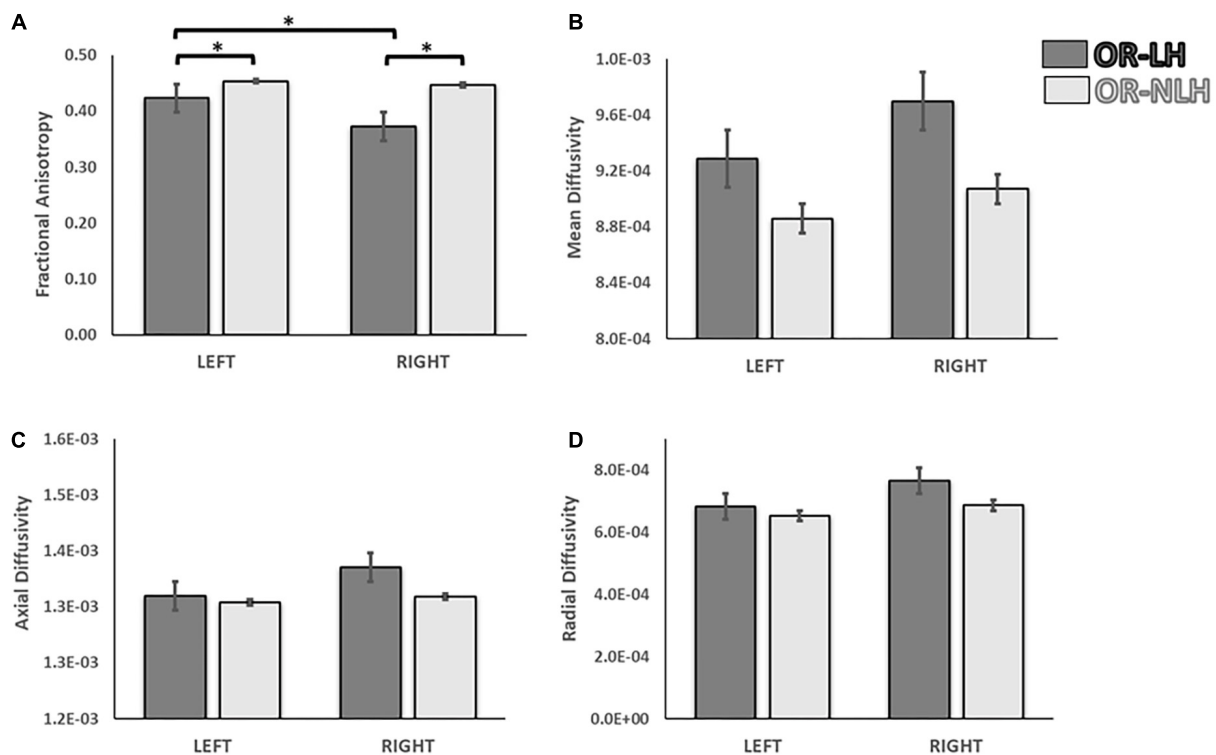 A
*
*
*
0.50
0.40
0.30
0.20
0.10
0.00
Fractional Anisotropy
LEFT RIGHT
B
1.0E-03
9.6E-04
9.2E-04
8.8E-04
8.4E-04
8.0E-04
Mean Diffusivity
LEFT RIGHT
OR-LH
OR-NLH
C
1.6E-03
1.5E-03
1.4E-03
1.3E-03
1.3E-03
1.2E-03
Axial Diffusivity
LEFT RIGHT
D
8.0E-04
6.0E-04
4.0E-04
2.0E-04
0.0E+00
Radial Diffusivity
LEFT RIGHT